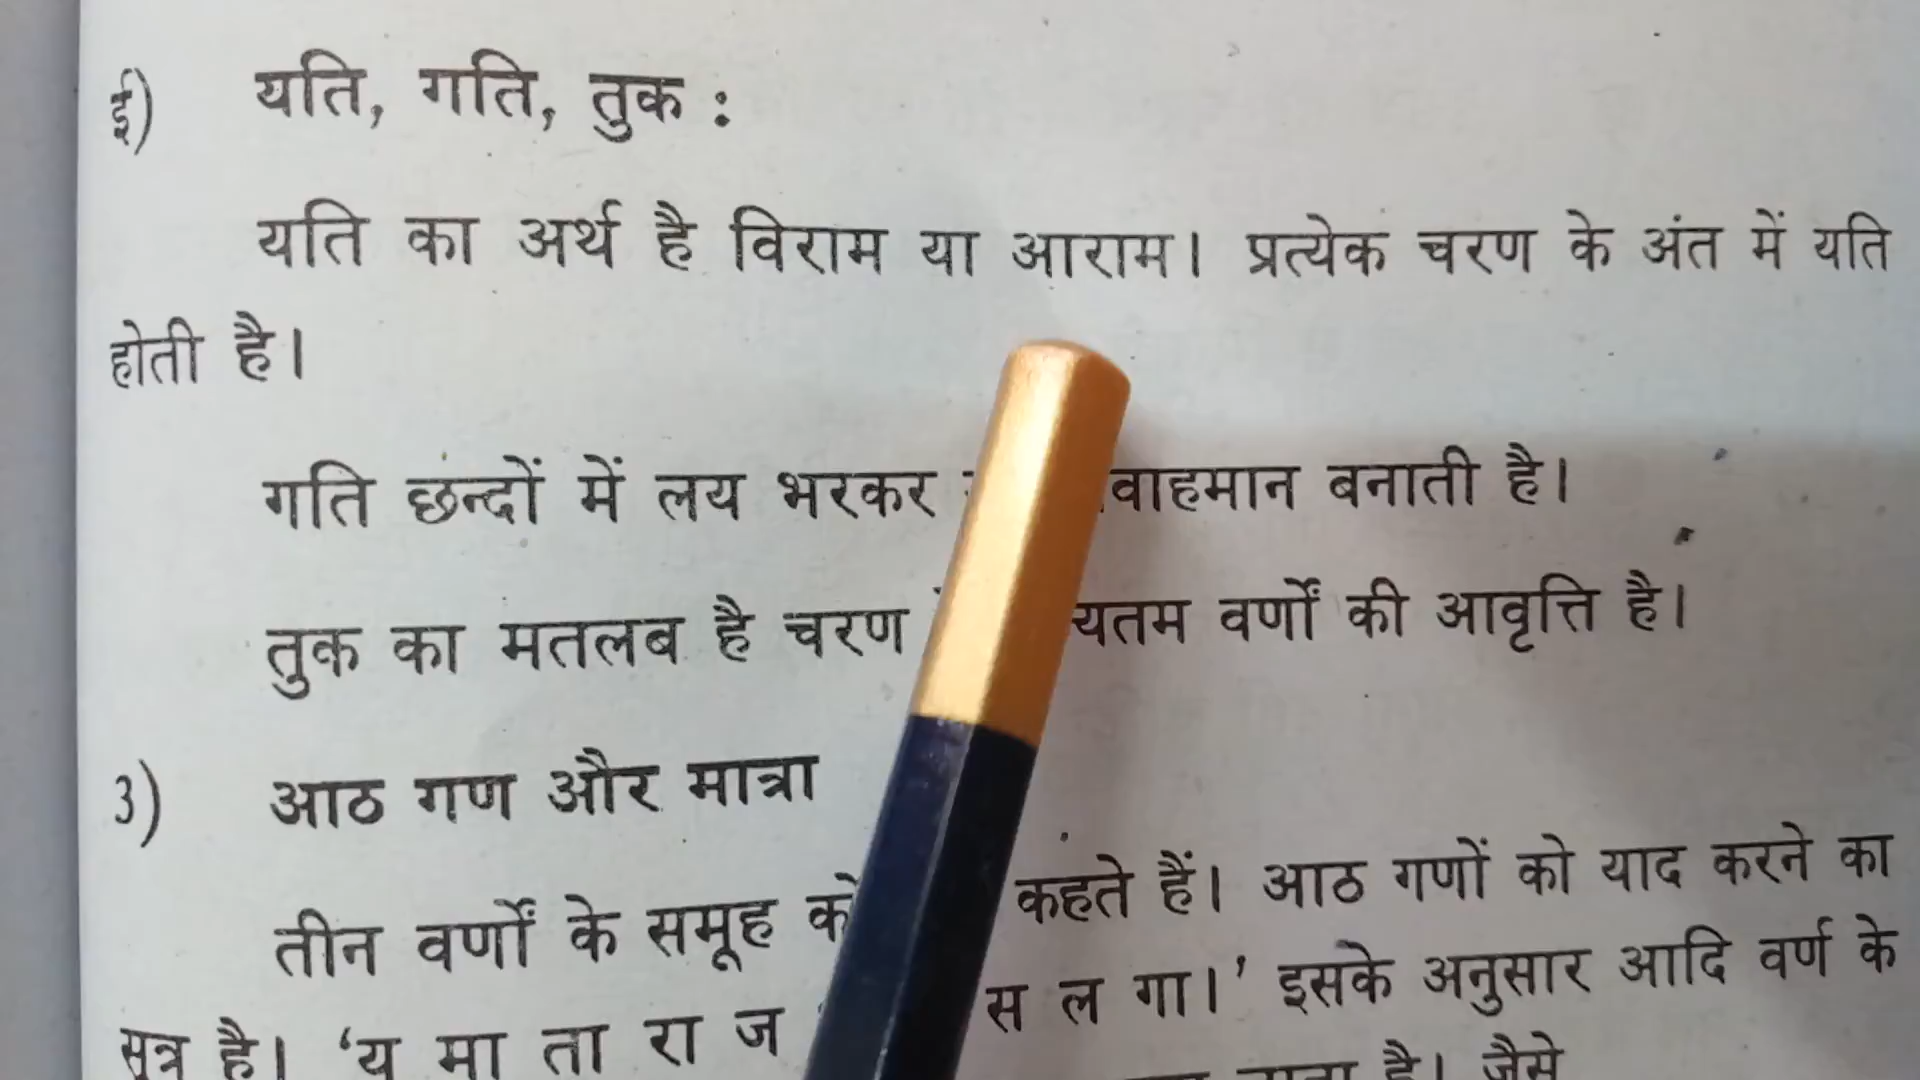 ई) यति, गति, तुक :
यति का अर्थ है विराम या आराम। प्रत्येक चरण के अंत में यति
होती है।
गति छन्दों में लय भरकर वाहमान बनाती है।
तुक का मतलब है चरण यतम वर्णों की आवृत्ति है।
3) आठ गण और मात्रा
तीन वर्णों के समूह को कहते हैं। आठ गणों को याद करने का
सूत्र है। ‘य मा ता रा ज स ल गा।’ इसके अनुसार आदि वर्ण के
है। जैसे